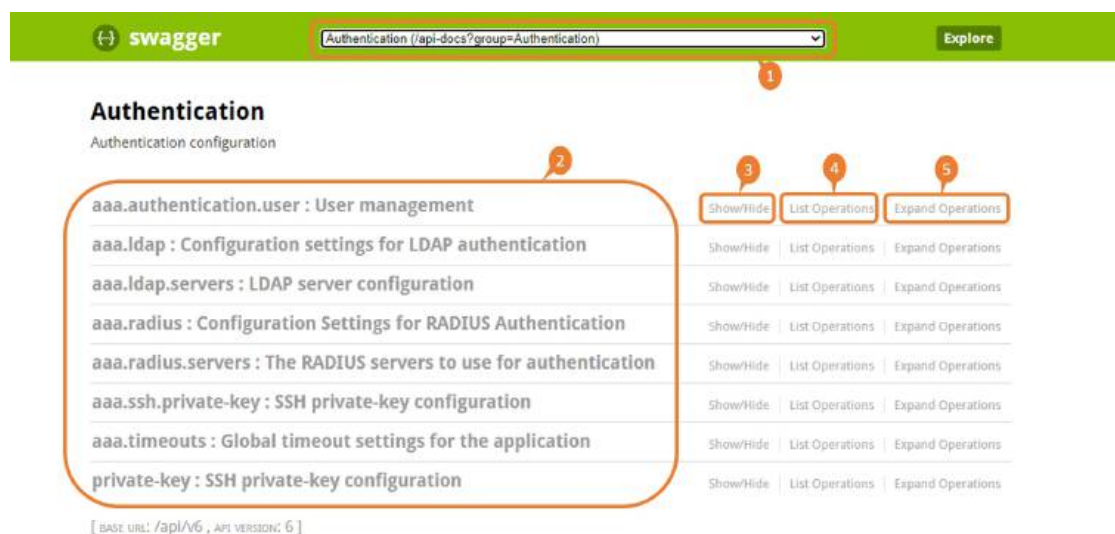 {···} swagger Authentication (/api-docs?group=Authentication) Explore
1
Authentication
Authentication configuration
2 3 4 5
aaa.authentication.user : User management Show/Hide List Operations Expand Operations
aaa.ldap : Configuration settings for LDAP authentication Show/Hide List Operations Expand Operations
aaa.ldap.servers : LDAP server configuration Show/Hide List Operations Expand Operations
aaa.radius : Configuration Settings for RADIUS Authentication Show/Hide List Operations Expand Operations
aaa.radius.servers : The RADIUS servers to use for authentication Show/Hide List Operations Expand Operations
aaa.ssh.private-key : SSH private-key configuration Show/Hide List Operations Expand Operations
aaa.timeouts : Global timeout settings for the application Show/Hide List Operations Expand Operations
private-key : SSH private-key configuration Show/Hide List Operations Expand Operations
[ BASE URL: /api/v6 , API VERSION: 6 ]